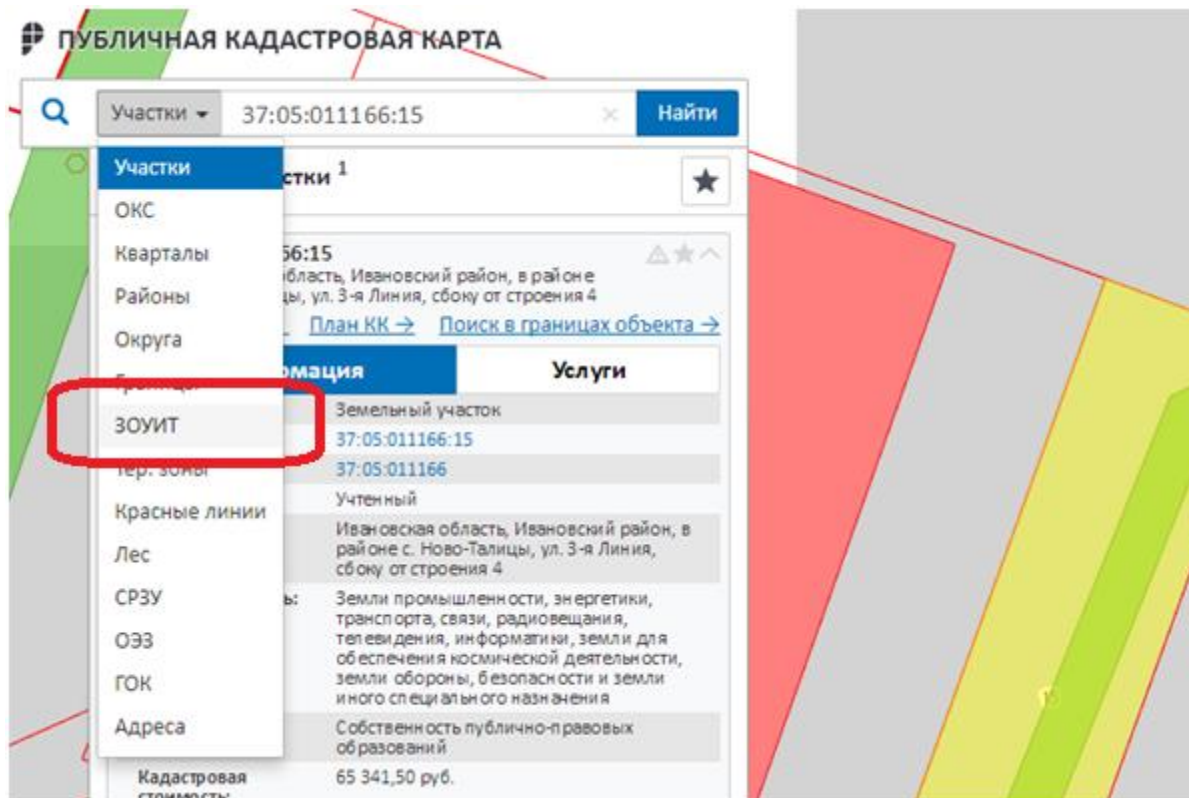 ПУБЛИЧНАЯ КАДАСТРОВАЯ КАРТА
Участки 37:05:011166:15 × Найти
Участки
стки 1
ОКС
Кварталы
66:15
бласть, Ивановский район, в районе
Районы
цы, ул. 3-я Линия, сбоку от строения 4
План КК → Поиск в границах объекта →
Округа
мация Услуги
Границы
Земельный участок
ЗОУИТ
37:05:011166:15
Тер. зоны
37:05:011166
Учтенный
Красные линии
Ивановская область, Ивановский район, в
районе с. Ново-Талицы, ул. 3-я Линия,
сбоку от строения 4
Лес
СРЗУ
ь: Земли промышленности, энергетики,
транспорта, связи, радиовещания,
телевидения, информатики, земли для
обеспечения космической деятельности,
земли обороны, безопасности и земли
иного специального назначения
ОЭЗ
ГОК
Адреса
Собственность публично-правовых
образований
Кадастровая 65 341,50 руб.
стоимость: